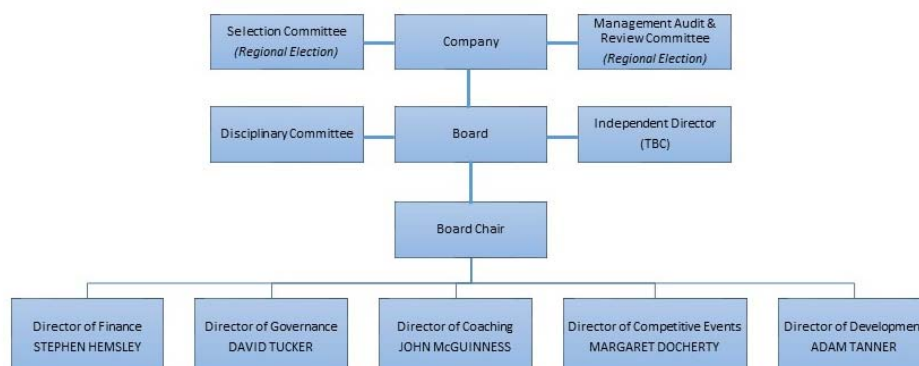 Selection Committee
(Regional Election)
Company
Management Audit &
Review Committee
(Regional Election)
Disciplinary Committee
Board
Independent Director
(TBC)
Board Chair
Director of Finance
STEPHEN HEMSLEY
Director of Governance
DAVID TUCKER
Director of Coaching
JOHN McGUINNESS
Director of Competitive Events
MARGARET DOCHERTY
Director of Development
ADAM TANNER